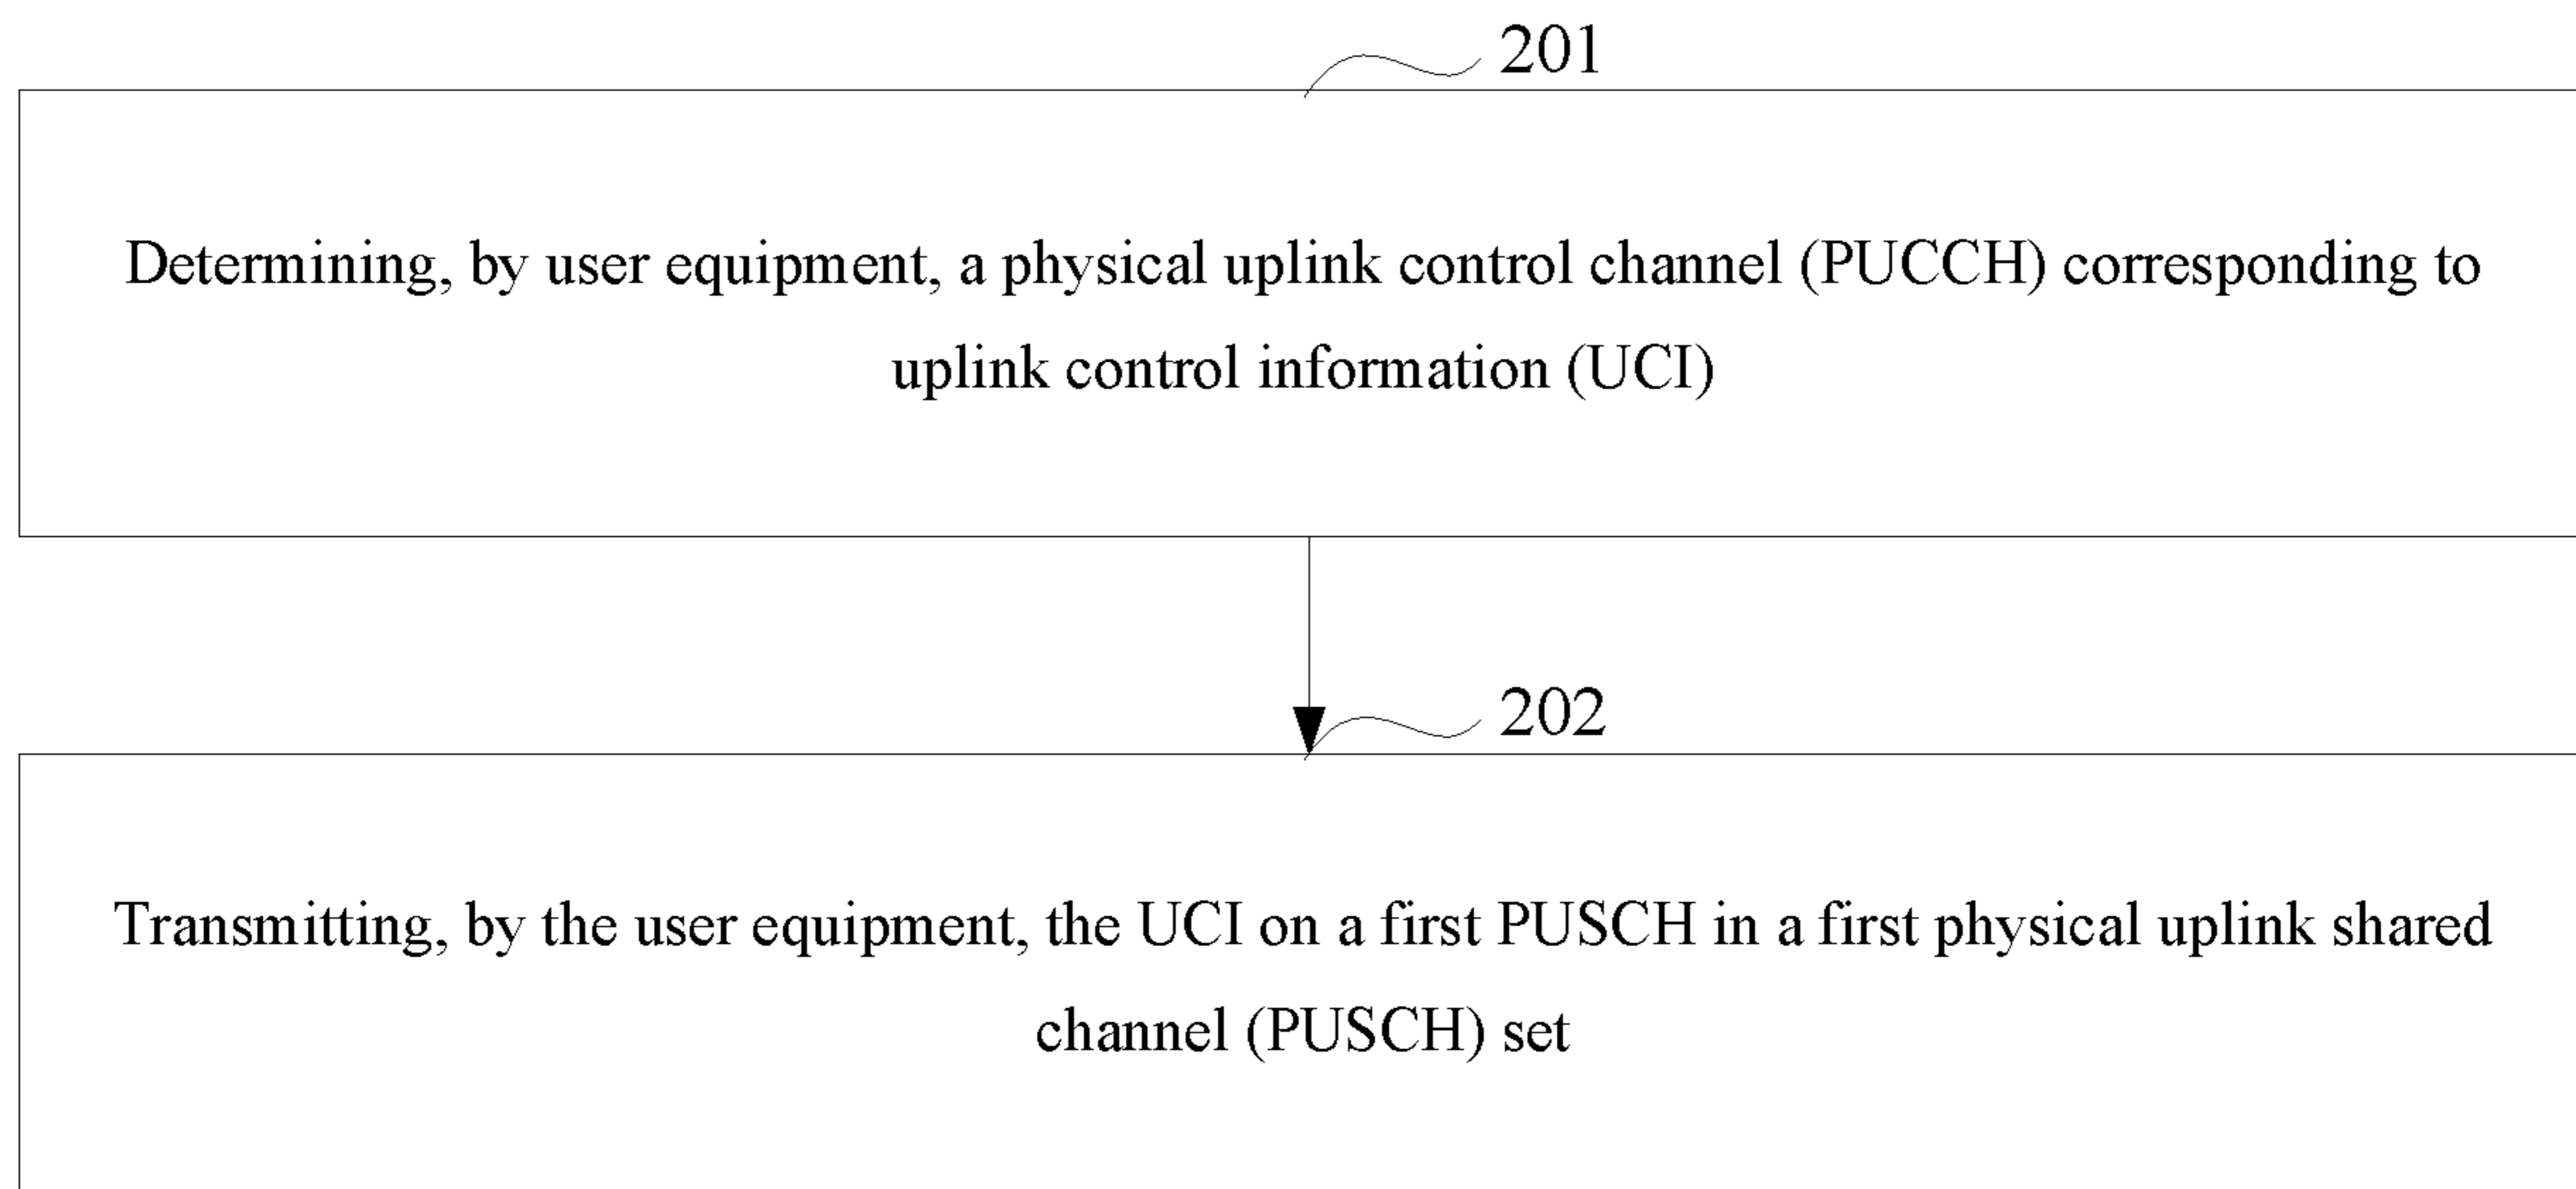 201
Determining, by user equipment, a physical uplink control channel (PUCCH) corresponding to
uplink control information (UCI)
202
Transmitting, by the user equipment, the UCI on a first PUSCH in a first physical uplink shared
channel (PUSCH) set